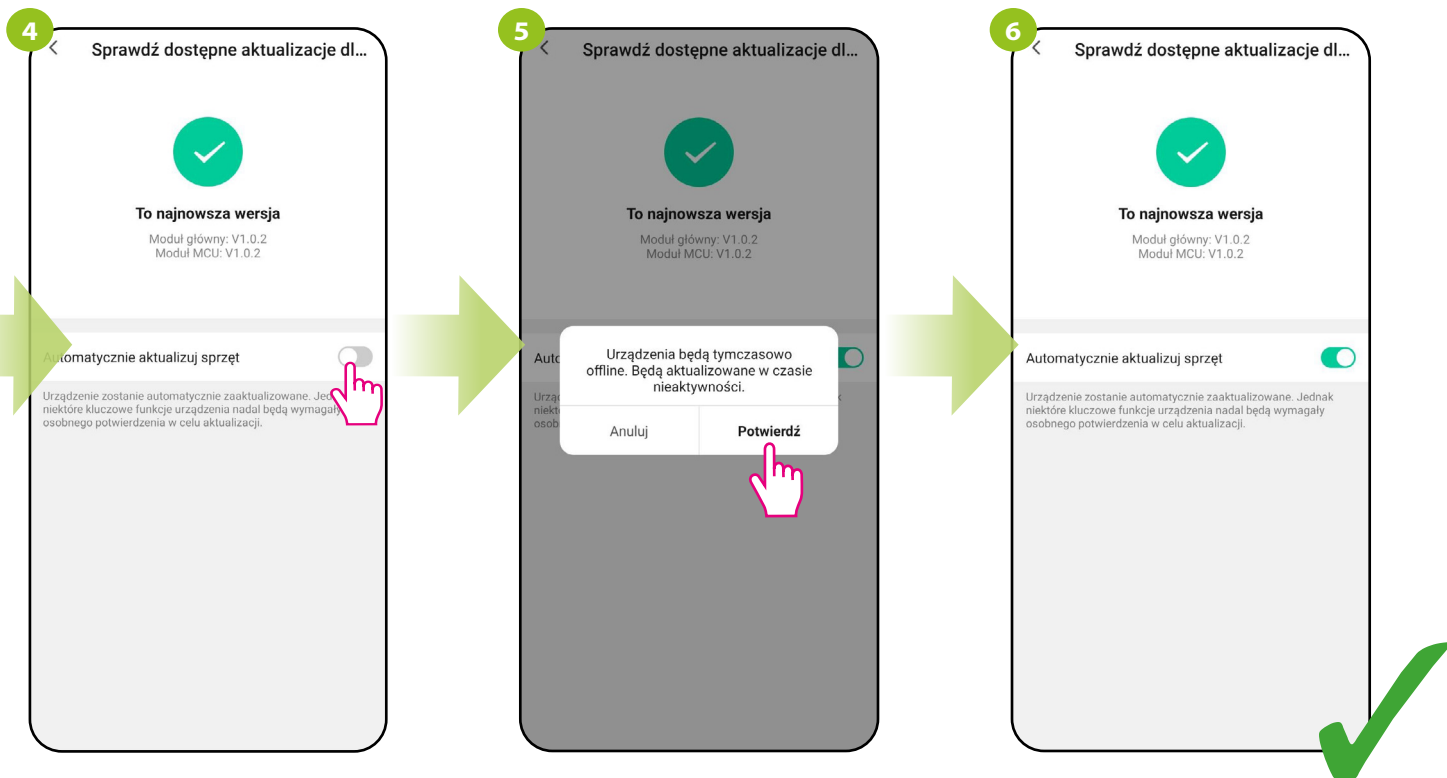 4
Sprawdź dostępne aktualizacje dl...
To najnowsza wersja
Moduł główny: V1.0.2
Moduł MCU: V1.0.2
Automatycznie aktualizuj sprzęt
Urządzenie zostanie automatycznie zaaktualizowane. Jed
niektóre kluczowe funkcje urządzenia nadal będą wymagały
osobnego potwierdzenia w celu aktualizacji.
5
Sprawdź dostępne aktualizacje dl...
To najnowsza wersja
Moduł główny: V1.0.2
Moduł MCU: V1.0.2
Auto
Urządzenia będą tymczasowo
offline. Będą aktualizowane w czasie
nieaktywności.
Anuluj
Potwierdź
6
Sprawdź dostępne aktualizacje dl...
To najnowsza wersja
Moduł główny: V1.0.2
Moduł MCU: V1.0.2
Automatycznie aktualizuj sprzęt
Urządzenie zostanie automatycznie zaaktualizowane. Jednak
niektóre kluczowe funkcje urządzenia nadal będą wymagały
osobnego potwierdzenia w celu aktualizacji.